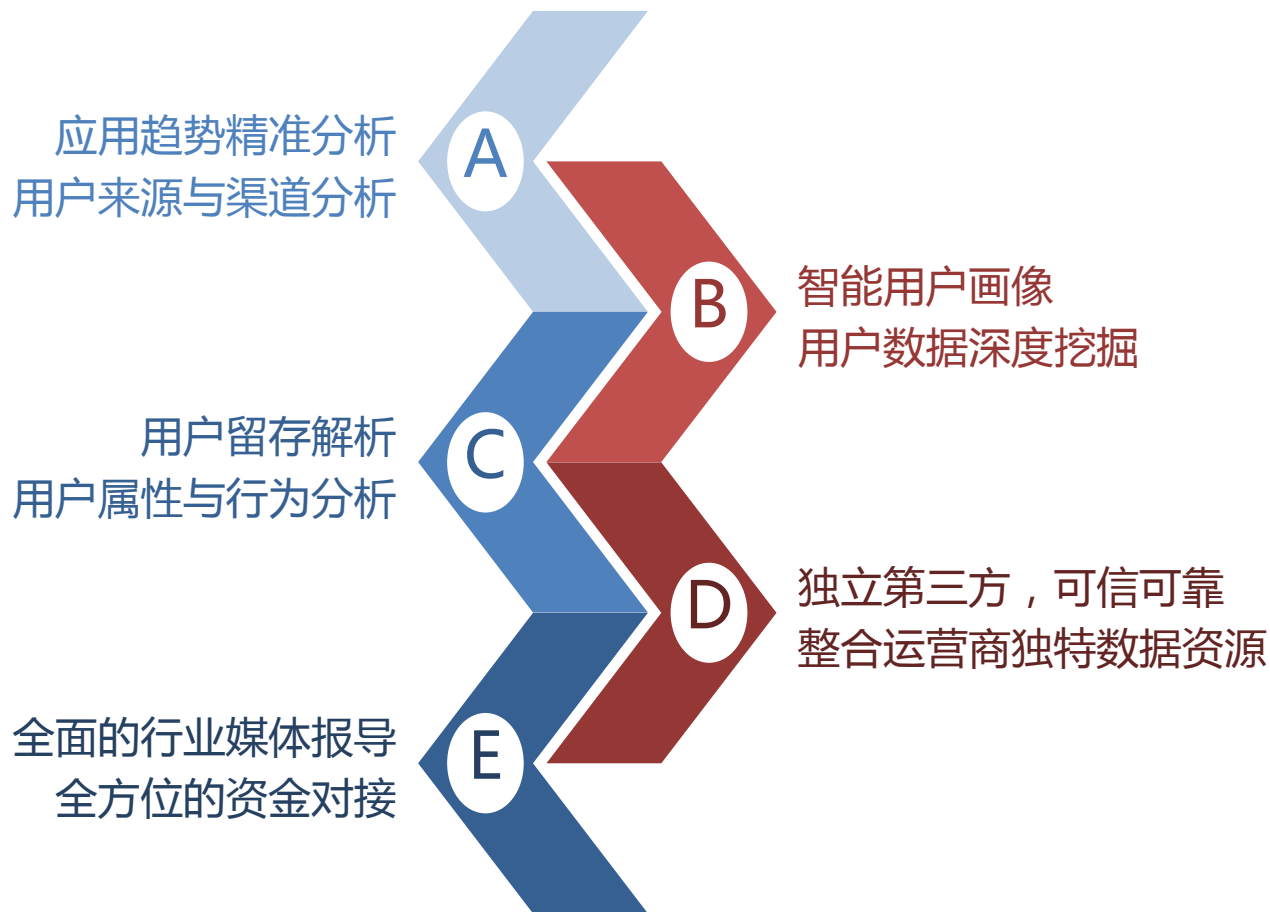 A
应用趋势精准分析
用户来源与渠道分析
B
智能用户画像
用户数据深度挖掘
C
用户留存解析
用户属性与行为分析
D
独立第三方，可信可靠
整合运营商独特数据资源
E
全面的行业媒体报导
全方位的资金对接